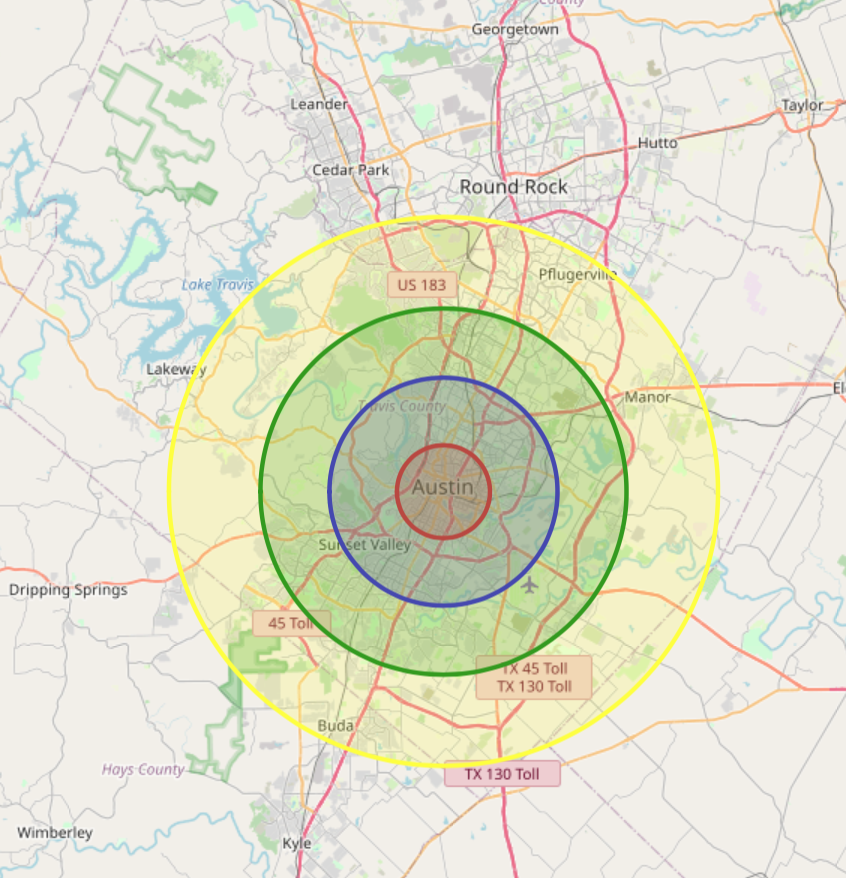 County
Georgetown
Leander
Taylor
Hutto
Cedar Park
Round Rock
Pflugerville
Lake Travis
US 183
Lakeway
El
Manor
Travis County
Austin
Sunset Valley
Dripping Springs
45 Toll
TX 45 Toll
TX 130 Toll
Buda
Hays County
TX 130 Toll
Wimberley
Kyle